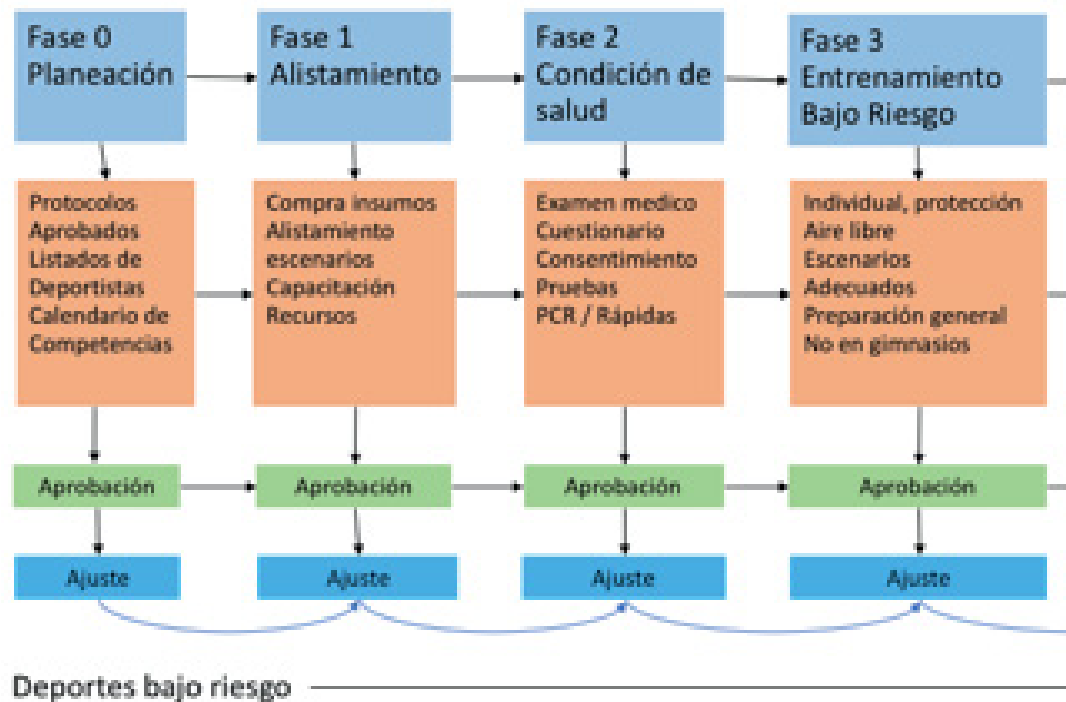 Fase 0
Planeación
Fase 1
Alistamiento
Fase 2
Condición de
salud
Fase 3
Entrenamiento
Bajo Riesgo
Protocolos
Aprobados
Listados de
Deportistas
Calendario de
Competencias
Compra insumos
Alistamiento
escenarios
Capacitación
Recursos
Examen medico
Cuestionario
Consentimiento
Pruebas
PCR / Rápidas
Individual, protección
Aire libre
Escenarios
Adecuados
Preparación general
No en gimnasios
Aprobación
Aprobación
Aprobación
Aprobación
Ajuste
Ajuste
Ajuste
Ajuste
Deportes bajo riesgo